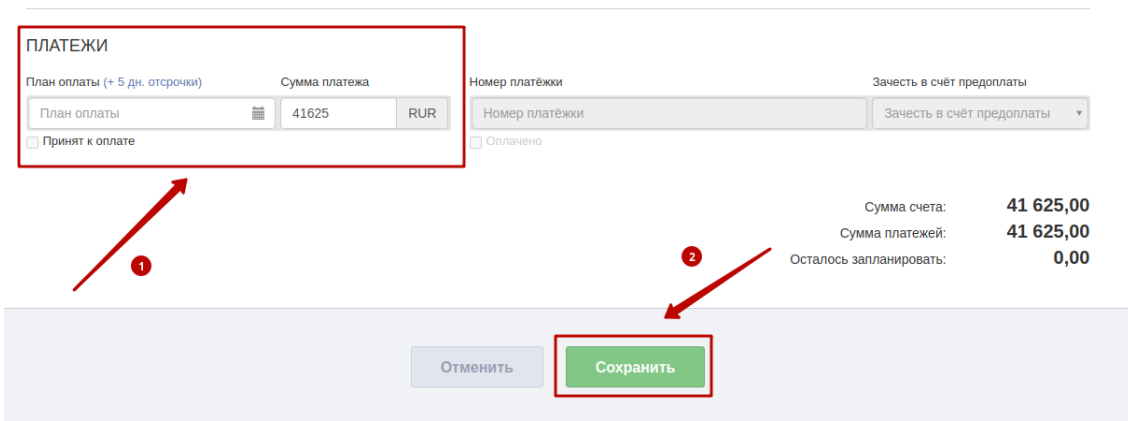 ПЛАТЕЖИ
План оплаты (+ 5 дн. отсрочки) Сумма платежа Номер платёжки Зачесть в счёт предоплаты
План оплаты 41625 RUR Номер платёжки Зачесть в счёт предоплаты
Принят к оплате Оплачено
Сумма счета: 41 625,00
Сумма платежей: 41 625,00
Осталось запланировать: 0,00
1
2
Отменить Сохранить